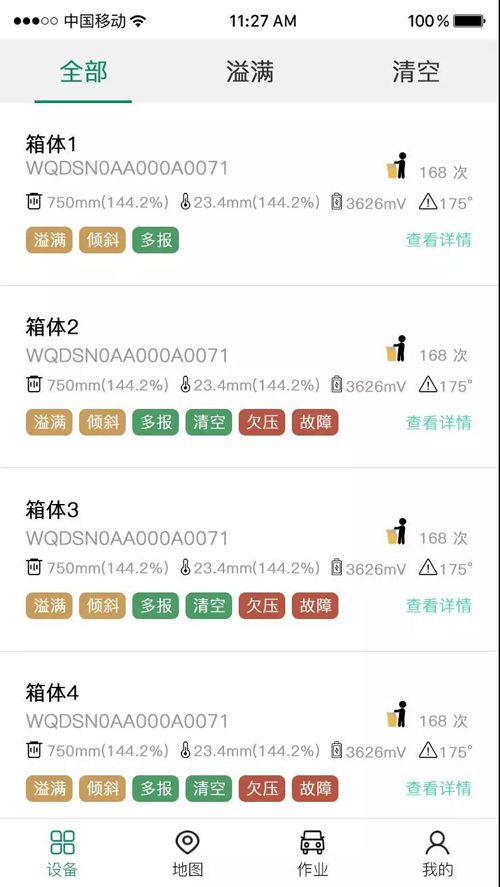 中国移动 11:27 AM 100%
全部 溢满 清空
箱体1
WQDSN0AA000A0071
168 次
750mm(144.2%) 23.4mm(144.2%) 3626mV 175°
溢满 倾斜 多报 查看详情
箱体2
WQDSN0AA000A0071
168 次
750mm(144.2%) 23.4mm(144.2%) 3626mV 175°
溢满 倾斜 多报 清空 欠压 故障 查看详情
箱体3
WQDSN0AA000A0071
168 次
750mm(144.2%) 23.4mm(144.2%) 3626mV 175°
溢满 倾斜 多报 清空 欠压 故障 查看详情
箱体4
WQDSN0AA000A0071
168 次
750mm(144.2%) 23.4mm(144.2%) 3626mV 175°
溢满 倾斜 多报 清空 欠压 故障 查看详情
设备 地图 作业 我的